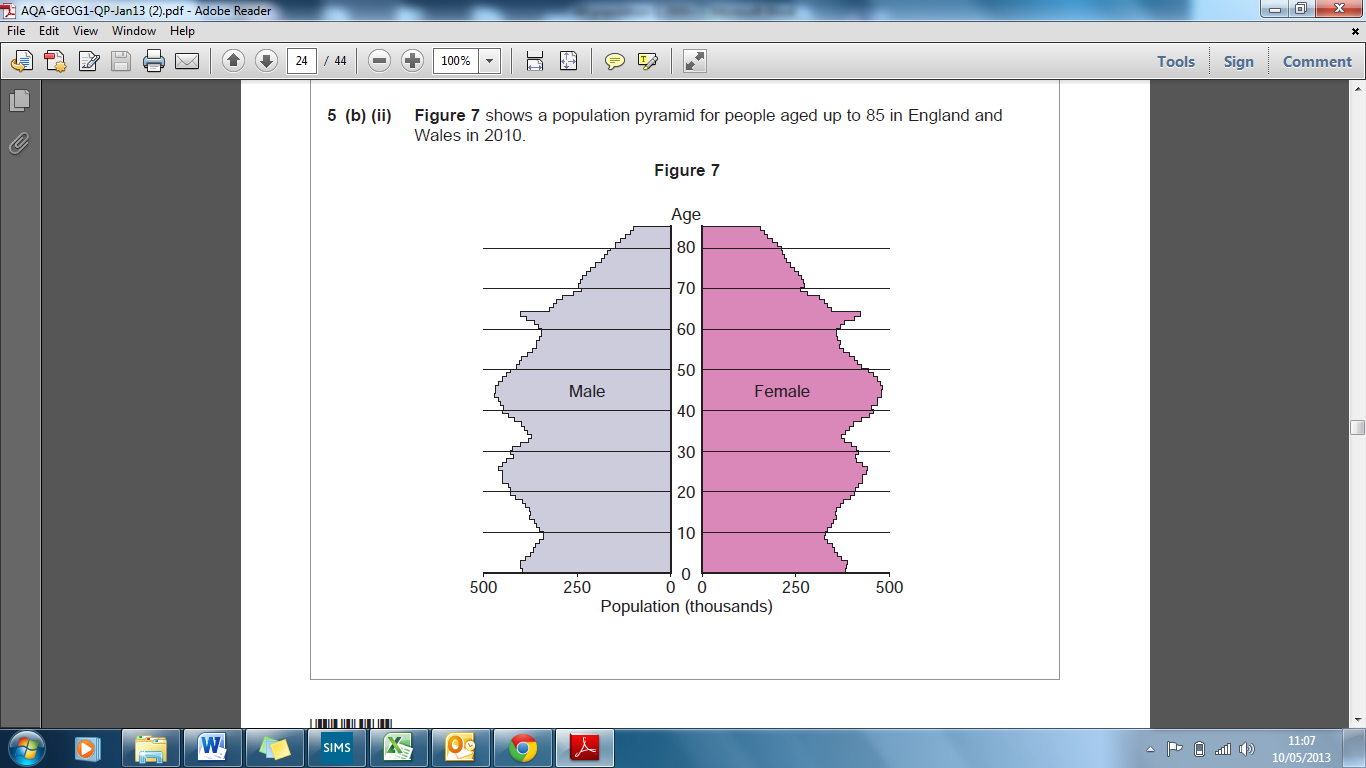 AQA-GEOG1-QP-Jan13 (2).pdf - Adobe Reader
File Edit View Window Help
24 / 44 100% Tools Sign Comment
5 (b) (ii) Figure 7 shows a population pyramid for people aged up to 85 in England and
Wales in 2010.
Figure 7
Age
80
70
60
50
Male Female
40
30
20
10
0
500 250 0 0 250 500
Population (thousands)
SIMS
11:07
10/05/2013